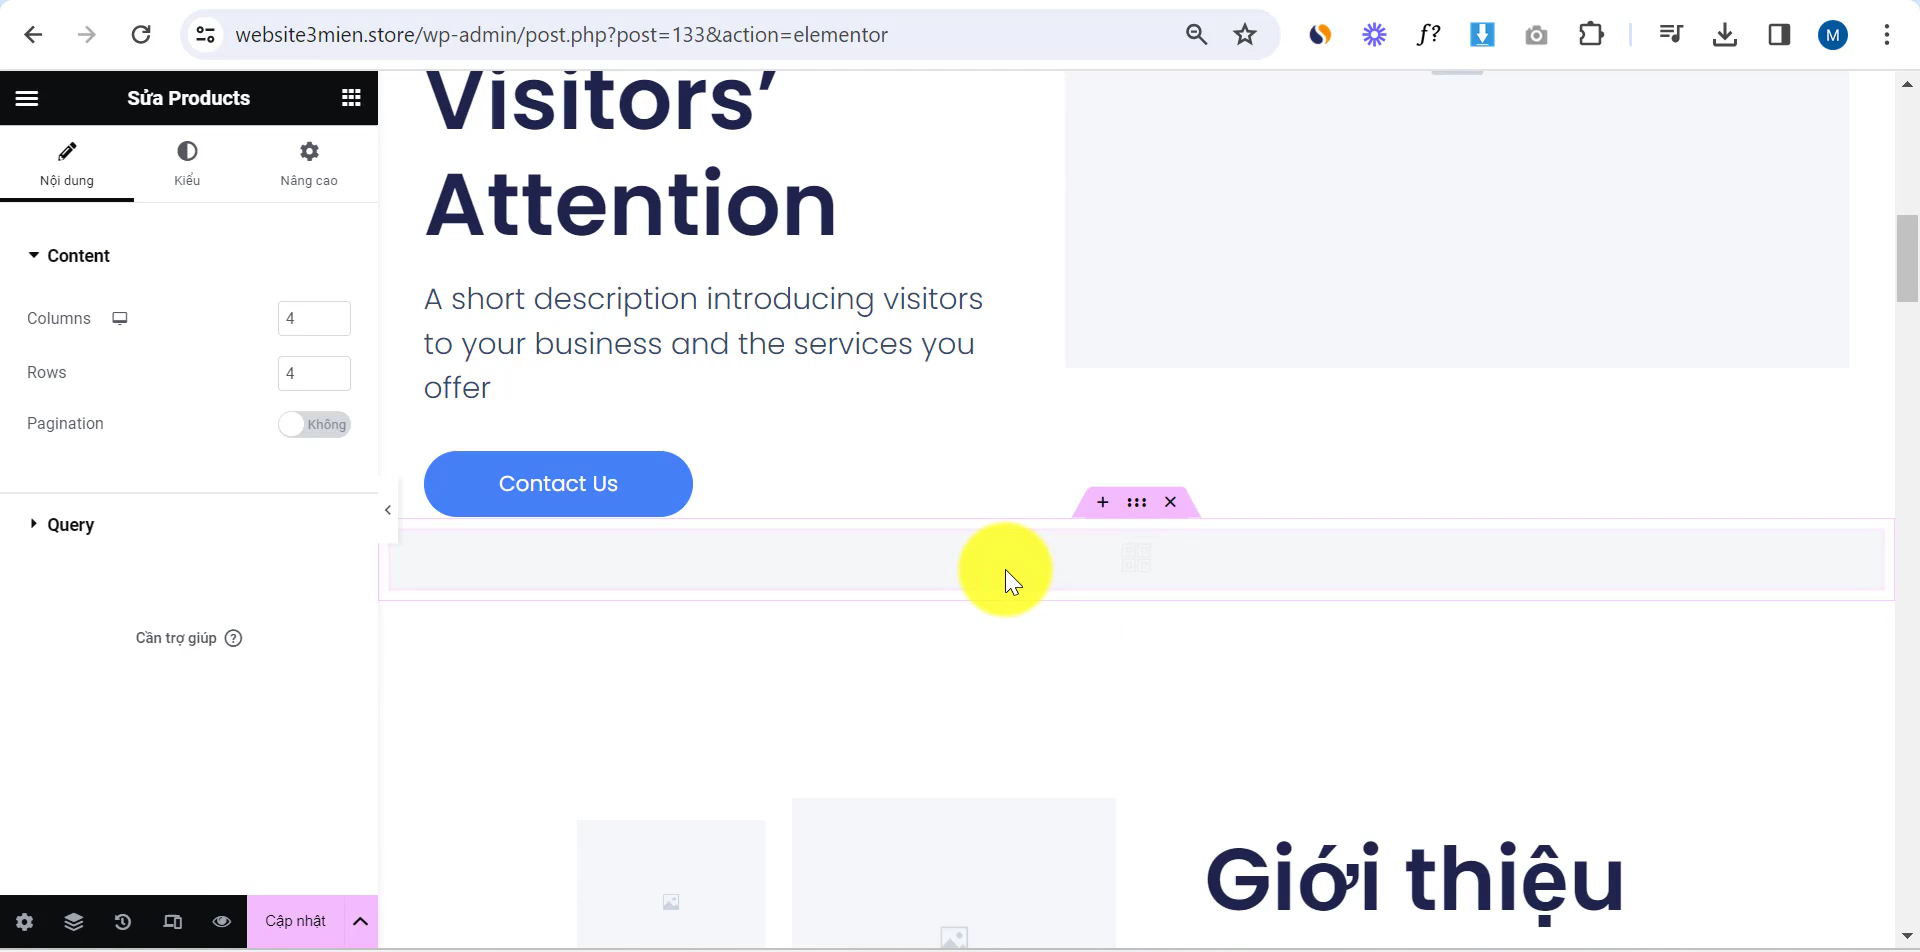 website3mien.store/wp-admin/post.php?post=133&action=elementor
f?
M
Sửa Products
Nội dung
Kiểu
Nâng cao
Content
Columns
4
Rows
4
Pagination
Không
Query
Cần trợ giúp ?
Cập nhật
Visitors’
Attention
A short description introducing visitors
to your business and the services you
offer
Contact Us
Giới thiệu